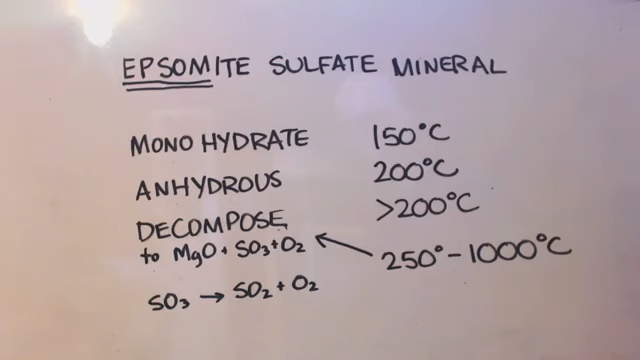 EPSOMITE SULFATE MINERAL
MONO HYDRATE 150°C
ANHYDROUS 200°C
DECOMPOSE >200°C
to MgO + SO₃+O₂ 250°-1000°C
SO₃ → SO₂+O₂